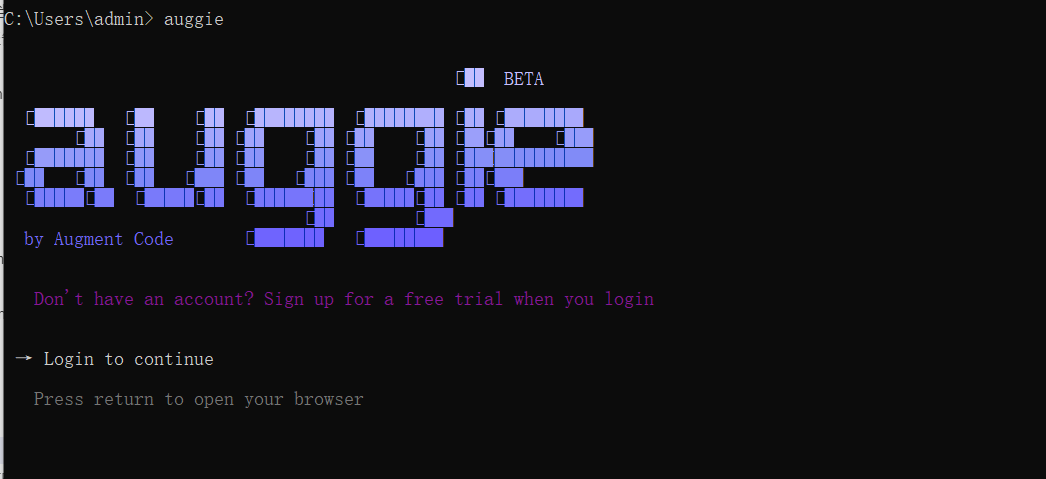 C:\Users\admin> auggie
BETA
auggie
by Augment Code
Don't have an account? Sign up for a free trial when you login
→ Login to continue
Press return to open your browser